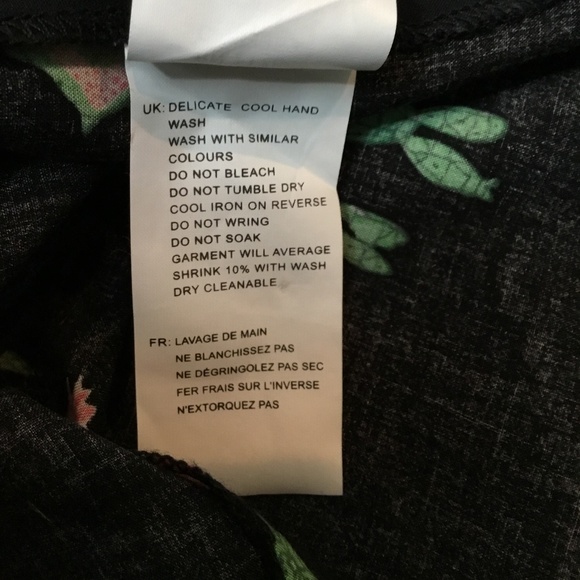 UK: DELICATE COOL HAND
WASH
WASH WITH SIMILAR
COLOURS
DO NOT BLEACH
DO NOT TUMBLE DRY
COOL IRON ON REVERSE
DO NOT WRING
DO NOT SOAK
GARMENT WILL AVERAGE
SHRINK 10% WITH WASH
DRY CLEANABLE
FR: LAVAGE DE MAIN
NE BLANCHISSEZ PAS
NE DÉGRINGOLEZ PAS SEC
FER FRAIS SUR L'INVERSE
N'EXTORQUEZ PAS